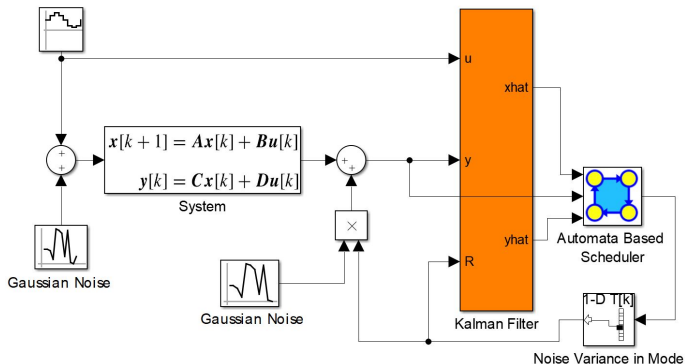 u
xhat
+
+
x[k + 1] = Ax[k] + Bu[k]
y[k] = Cx[k] + Du[k]
System
+
+
y
×
yhat
Automata Based
Scheduler
R
Gaussian Noise
Gaussian Noise
Kalman Filter
1-D T[k]
Noise Variance in Mode